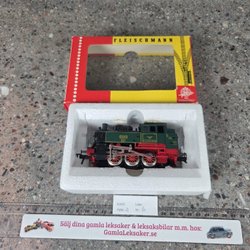 FLEISCHMANN
Sälj dina gamla leksaker & leksaksbilar m.m. hos:
GamlaLeksaker.se